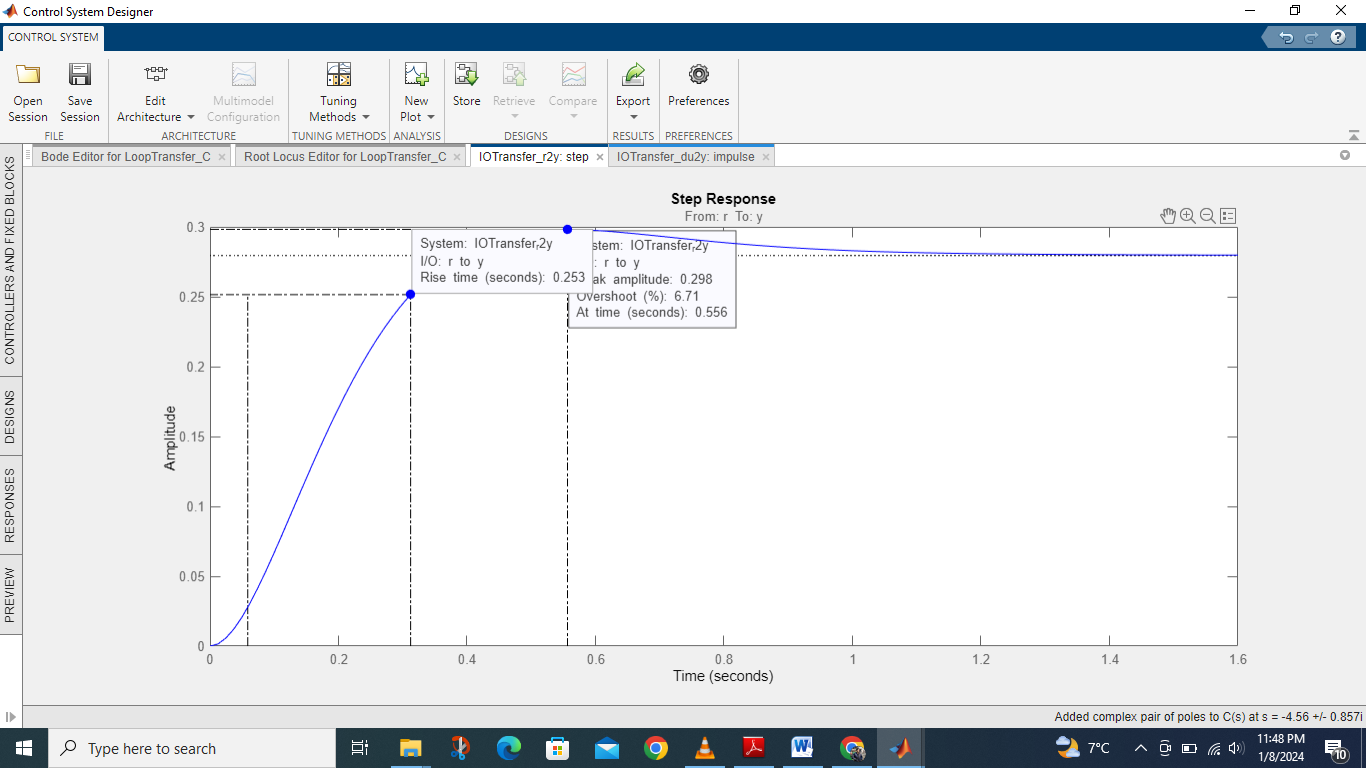 Control System Designer
CONTROL SYSTEM
Open Session
Save Session
Edit Architecture
Multimodel Configuration
Tuning Methods
New Plot
Store
Retrieve
Compare
Export
Preferences
FILE
ARCHITECTURE
TUNING METHODS
ANALYSIS
DESIGNS
RESULTS
PREFERENCES
Bode Editor for LoopTransfer_C
Root Locus Editor for LoopTransfer_C
IOTransfer_r2y: step
IOTransfer_du2y: impulse
CONTROLLERS AND FIXED BLOCKS
DESIGNS
RESPONSES
PREVIEW
Step Response
From: r To: y
System: IOTransfer,2y
I/O: r to y
Rise time (seconds): 0.253
stem: IOTransfer,2y
: r to y
ak amplitude: 0.298
Overshoot (%): 6.71
At time (seconds): 0.556
Amplitude
0.3
0.25
0.2
0.15
0.1
0.05
0
0 0.2 0.4 0.6 0.8 1 1.2 1.4 1.6
Time (seconds)
Added complex pair of poles to C(s) at s = -4.56 +/- 0.857i
Type here to search
7°C
11:48 PM
1/8/2024
10